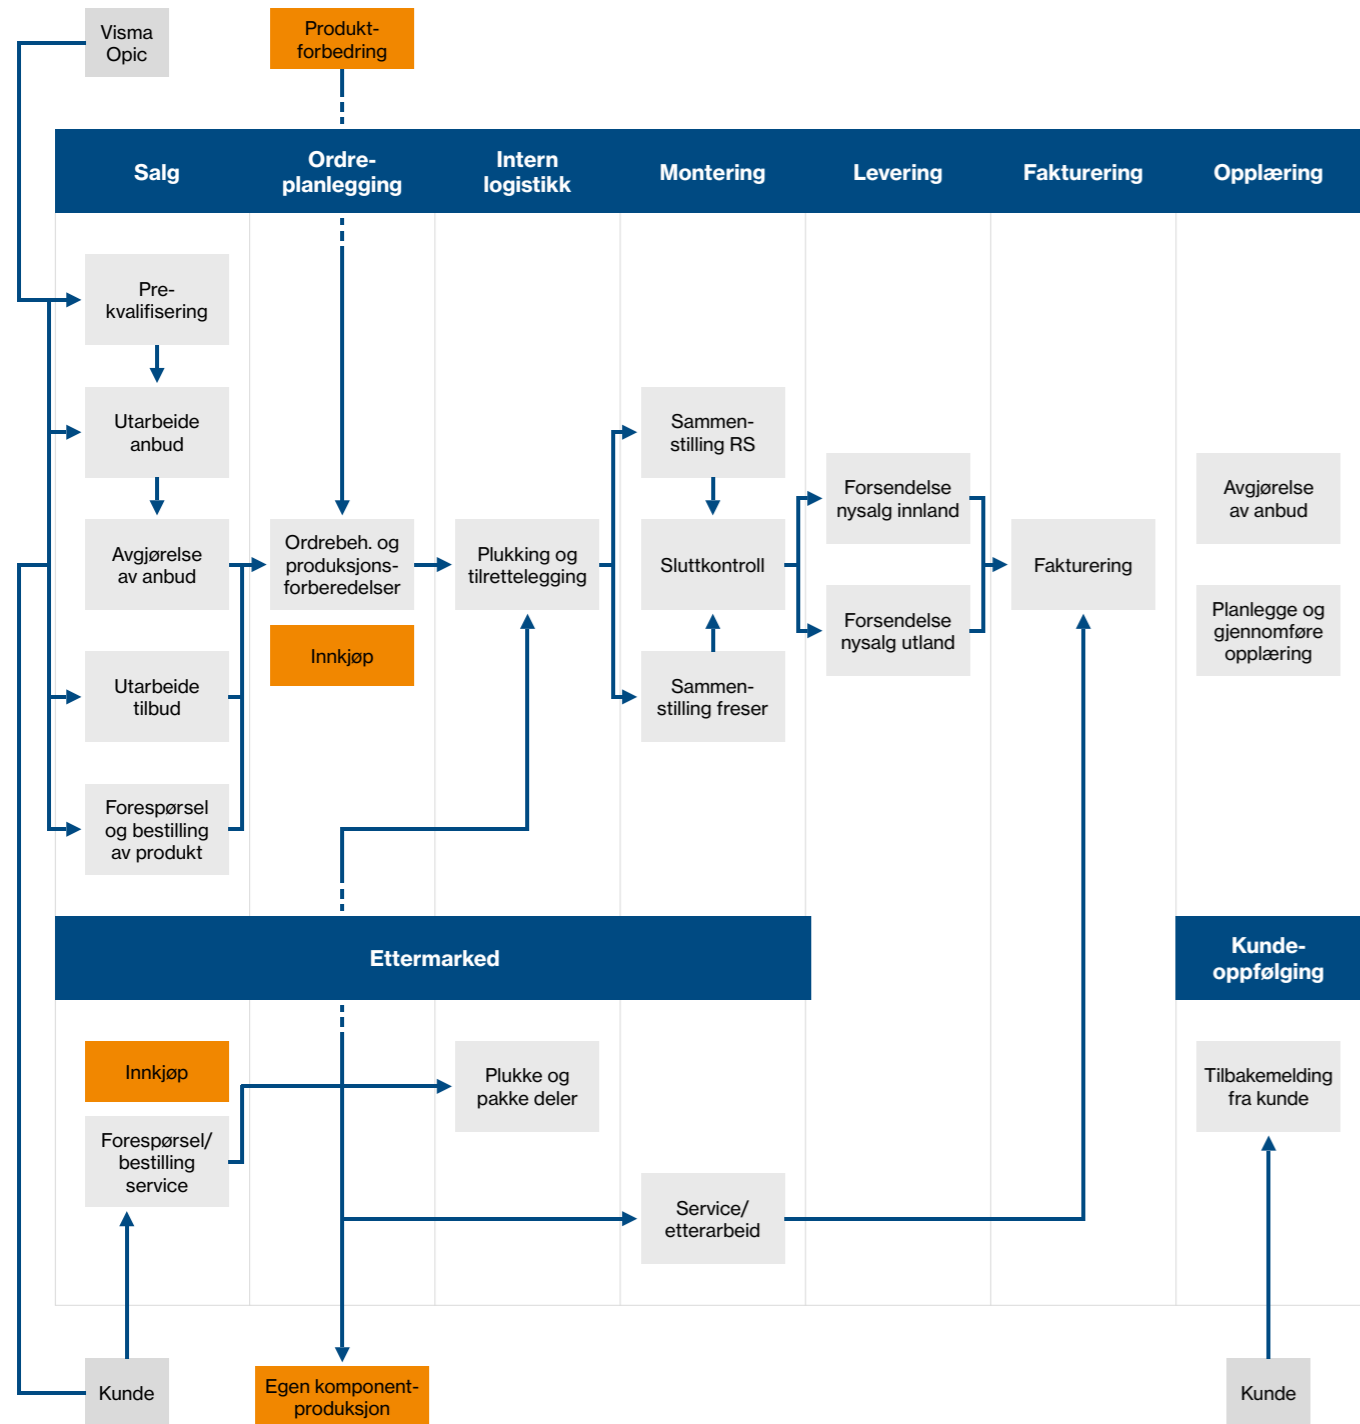 Visma
Opic
Produkt-
forbedring
Salg
Ordre-
planlegging
Intern
logistikk
Montering
Levering
Fakturering
Opplæring
Pre-
kvalifisering
Utarbeide
anbud
Avgjørelse
av anbud
Utarbeide
tilbud
Forespørsel
og bestilling
av produkt
Ordrebeh. og
produksjons-
forberedelser
Innkjøp
Plukking og
tilrettelegging
Sammen-
stilling RS
Sluttkontroll
Sammen-
stilling freser
Forsendelse
nysalg innland
Forsendelse
nysalg utland
Fakturering
Avgjørelse
av anbud
Planlegge og
gjennomføre
opplæring
Ettermarked
Kunde-
oppfølging
Innkjøp
Forespørsel/
bestilling
service
Plukke og
pakke deler
Service/
etterarbeid
Tilbakemelding
fra kunde
Kunde
Egen komponent-
produksjon
Kunde